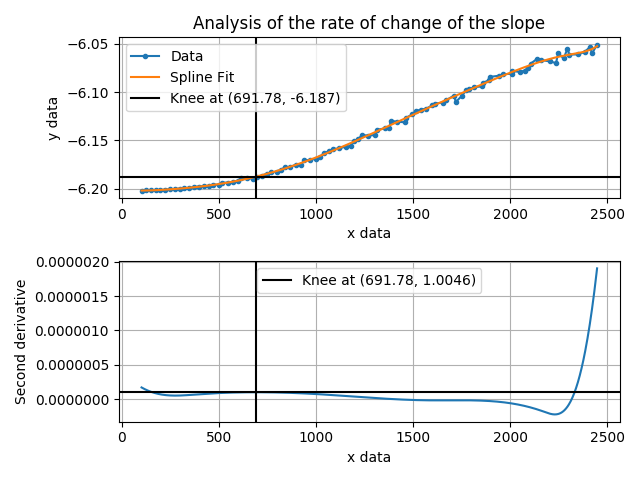 Analysis of the rate of change of the slope
−6.05
−6.10
−6.15
−6.20
y data
Data
Spline Fit
Knee at (691.78, -6.187)
0
500
1000
1500
2000
2500
x data
0.0000020
0.0000015
0.0000010
0.0000005
0.0000000
Second derivative
Knee at (691.78, 1.0046)
0
500
1000
1500
2000
2500
x data